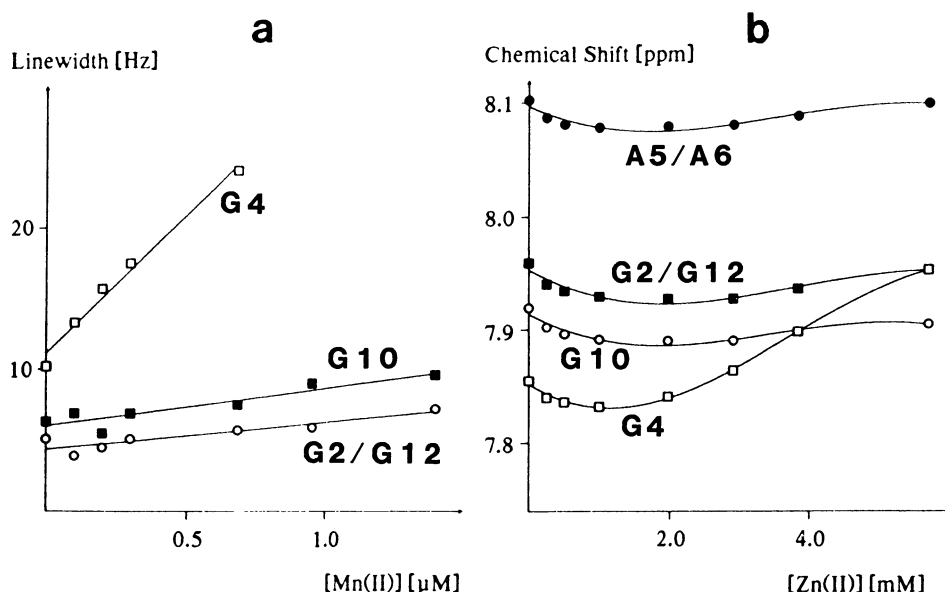 a
Linewidth [Hz]
20
10
G4
G10
G2/G12
0.5
1.0
[Mn(II)] [µM]
b
Chemical Shift [ppm]
8.1
8.0
7.9
7.8
A5/A6
G2/G12
G10
G4
2.0
4.0
[Zn(II)] [mM]